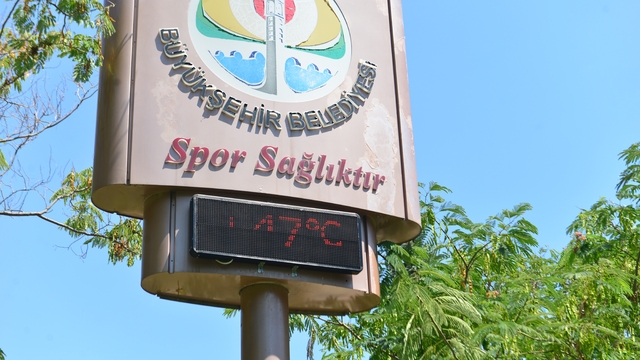 BÜYÜKŞEHİR BELEDİYESİ
Spor Sağlıktır
+47°C